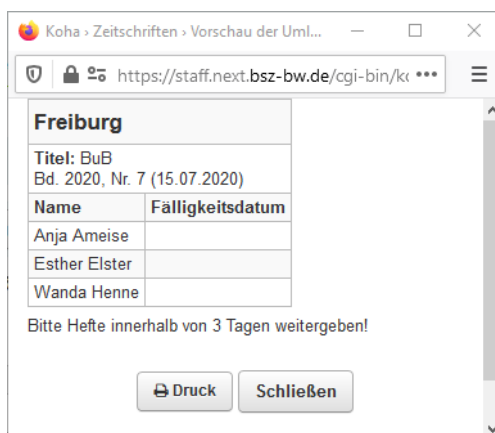 Koha › Zeitschriften › Vorschau der Uml...
https://staff.next.bsz-bw.de/cgi-bin/ko
Freiburg
Titel: BuB
Bd. 2020, Nr. 7 (15.07.2020)
Name Fälligkeitsdatum
Anja Ameise
Esther Elster
Wanda Henne
Bitte Hefte innerhalb von 3 Tagen weitergeben!
Druck Schließen